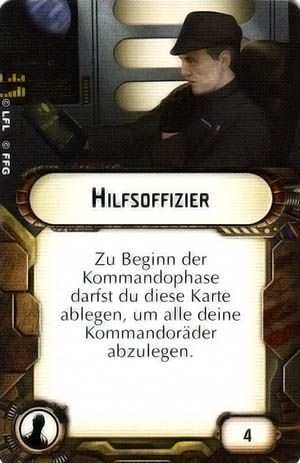 © LFL © FFG
HILFSOFFIZIER
Zu Beginn der
Kommandophase
darfst du diese Karte
ablegen, um alle deine
Kommandoräder
abzulegen.
4